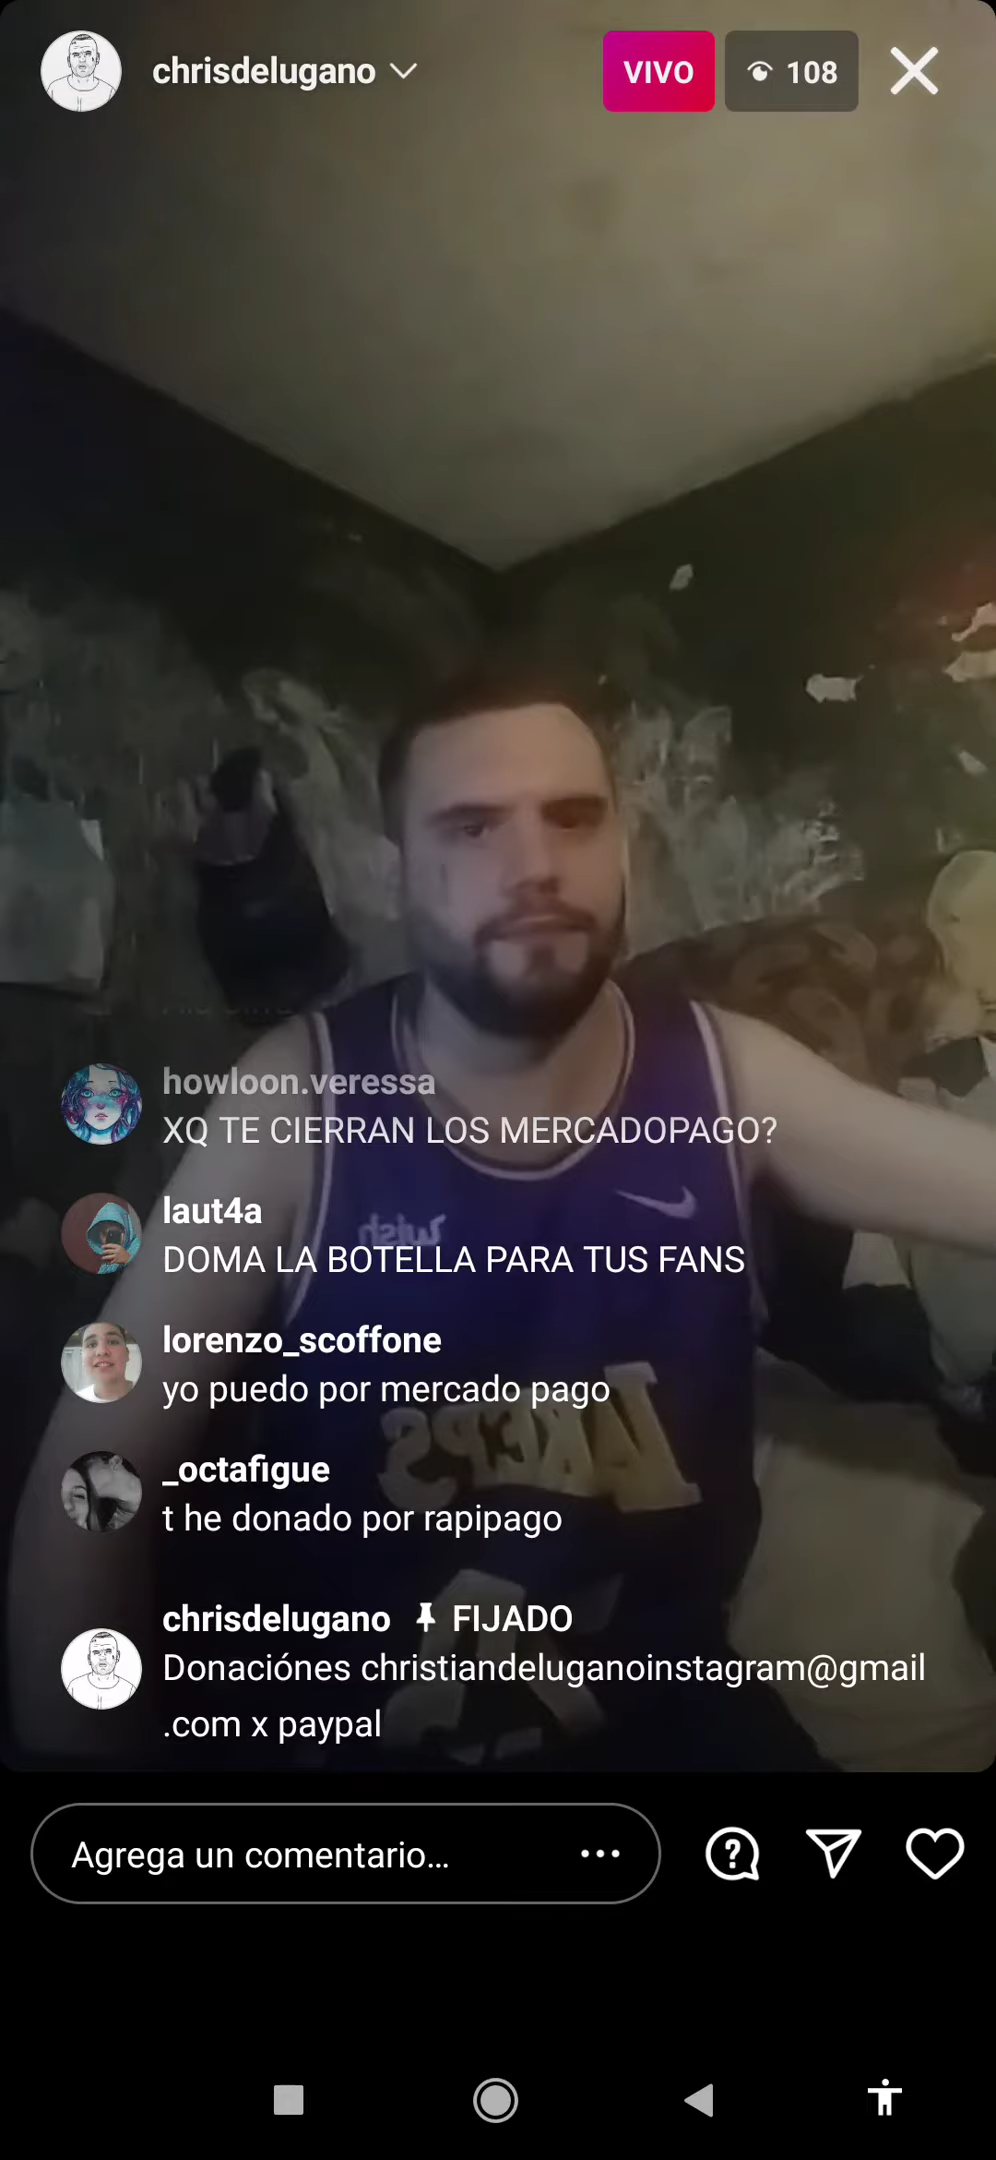 chrisdelugano
VIVO
108
howloon.veressa
XQ TE CIERRAN LOS MERCADOPAGO?
laut4a
DOMA LA BOTELLA PARA TUS FANS
lorenzo_scoffone
yo puedo por mercado pago
_octafigue
t he donado por rapipago
chrisdelugano FIJADO
Donaciónes christiandeluganoinstagram@gmail
.com x paypal
Agrega un comentario...
wish
LAKERS